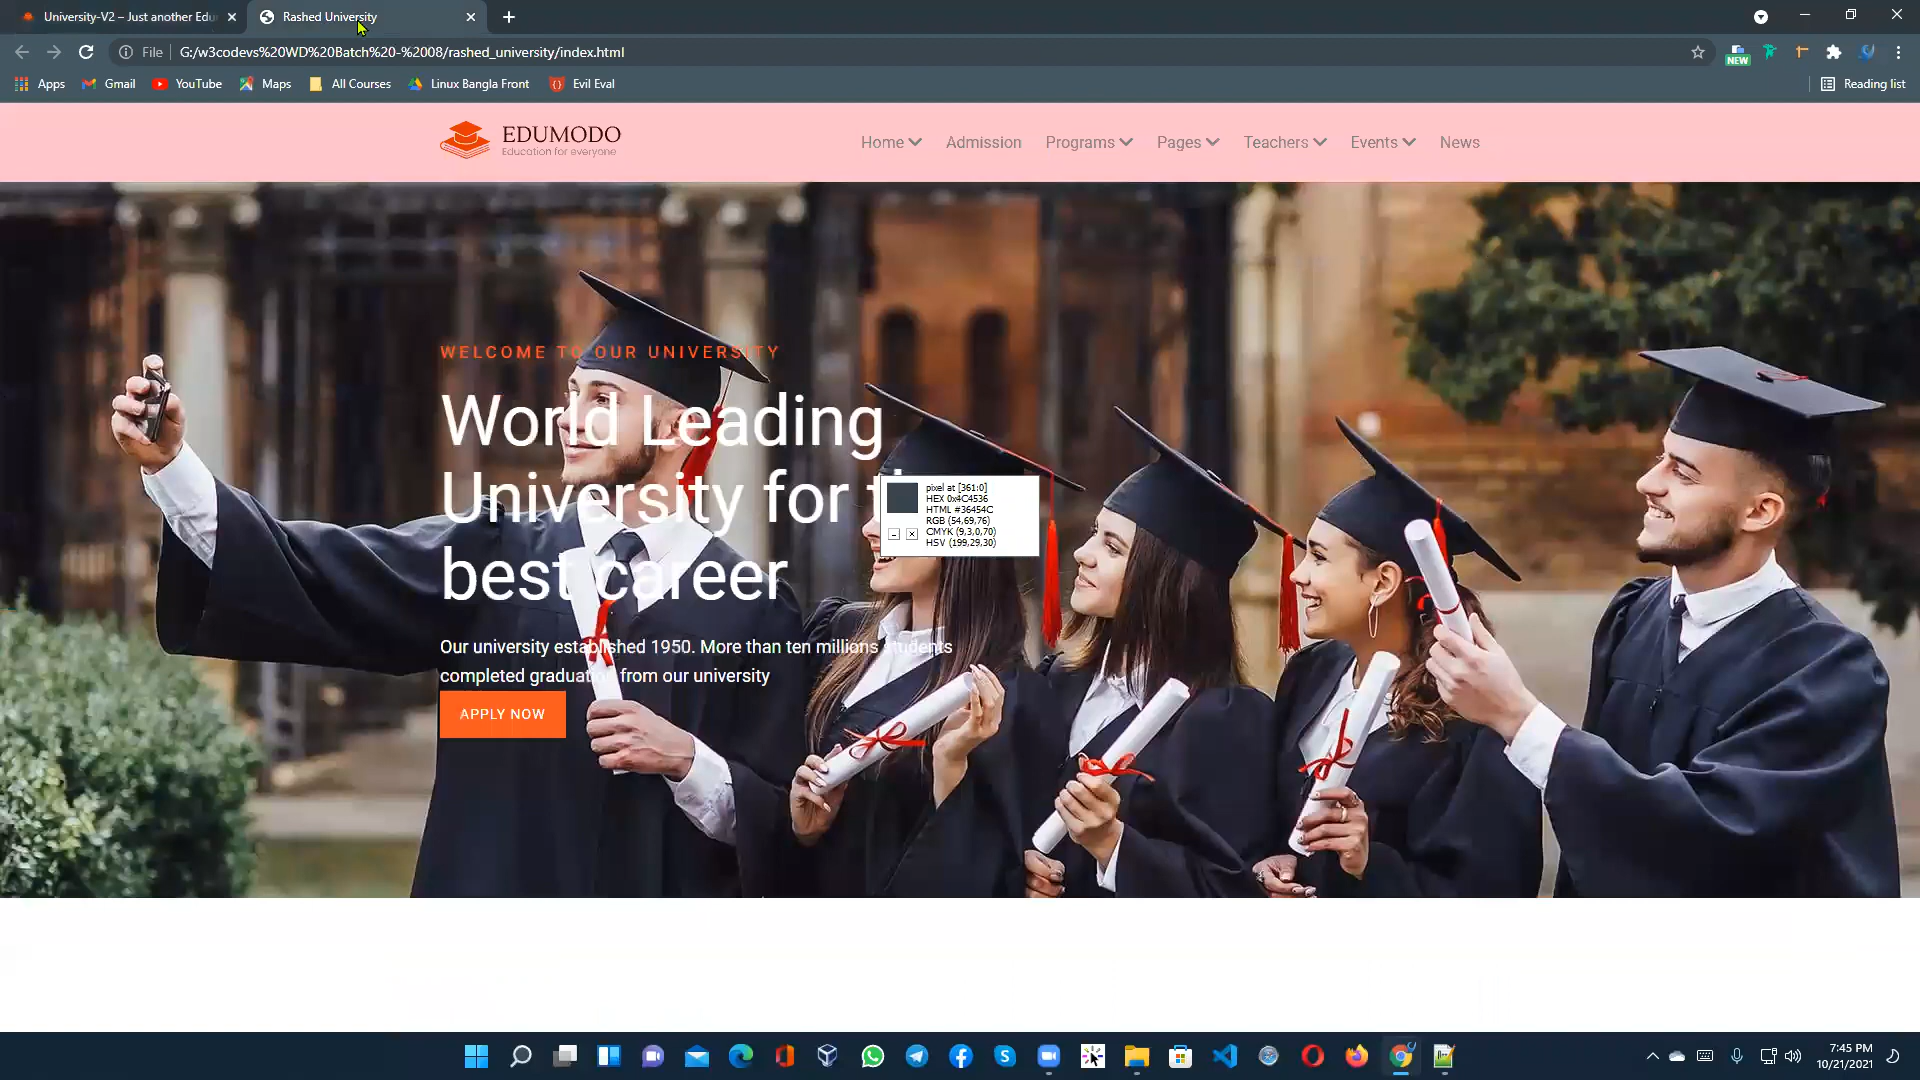 University-V2 – Just another Edu
Rashed University
File
G:/w3codevs%20WD%20Batch%20-%2008/rashed_university/index.html
NEW
Apps
Gmail
YouTube
Maps
All Courses
Linux Bangla Front
Evil Eval
Reading list
EDUMODO
Education for everyone
Home
Admission
Programs
Pages
Teachers
Events
News
WELCOME TO OUR UNIVERSITY
World Leading
University for
best career
pixel at [361:0]
HEX 0x4C4536
HTML #36454C
RGB (54,69,76)
CMYK (9,3,0,70)
HSV (199,29,30)
Our university established 1950. More than ten millions students
completed graduation from our university
APPLY NOW
7:45 PM
10/21/2021